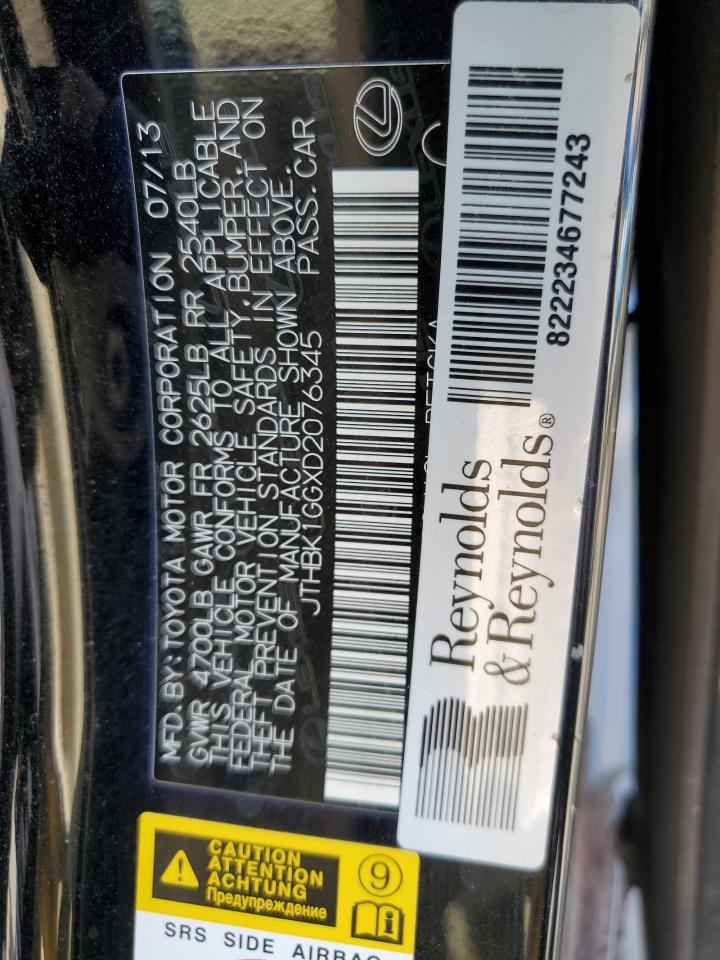 MFD. BY: TOYOTA MOTOR CORPORATION 07/13
GVWR 4700LB GAWR FR 2625LB RR 2540LB
THIS VEHICLE CONFORMS TO ALL APPLICABLE
FEDERAL MOTOR VEHICLE SAFETY, BUMPER, AND
THEFT PREVENTION STANDARDS IN EFFECT ON
THE DATE OF MANUFACTURE SHOWN ABOVE.
JTHBK1GGXD2076345 PASS. CAR
822234677243
Reynolds
& Reynolds®
CAUTION
ATTENTION
ACHTUNG
Предупреждение
9
i
SRS SIDE AIRBAG